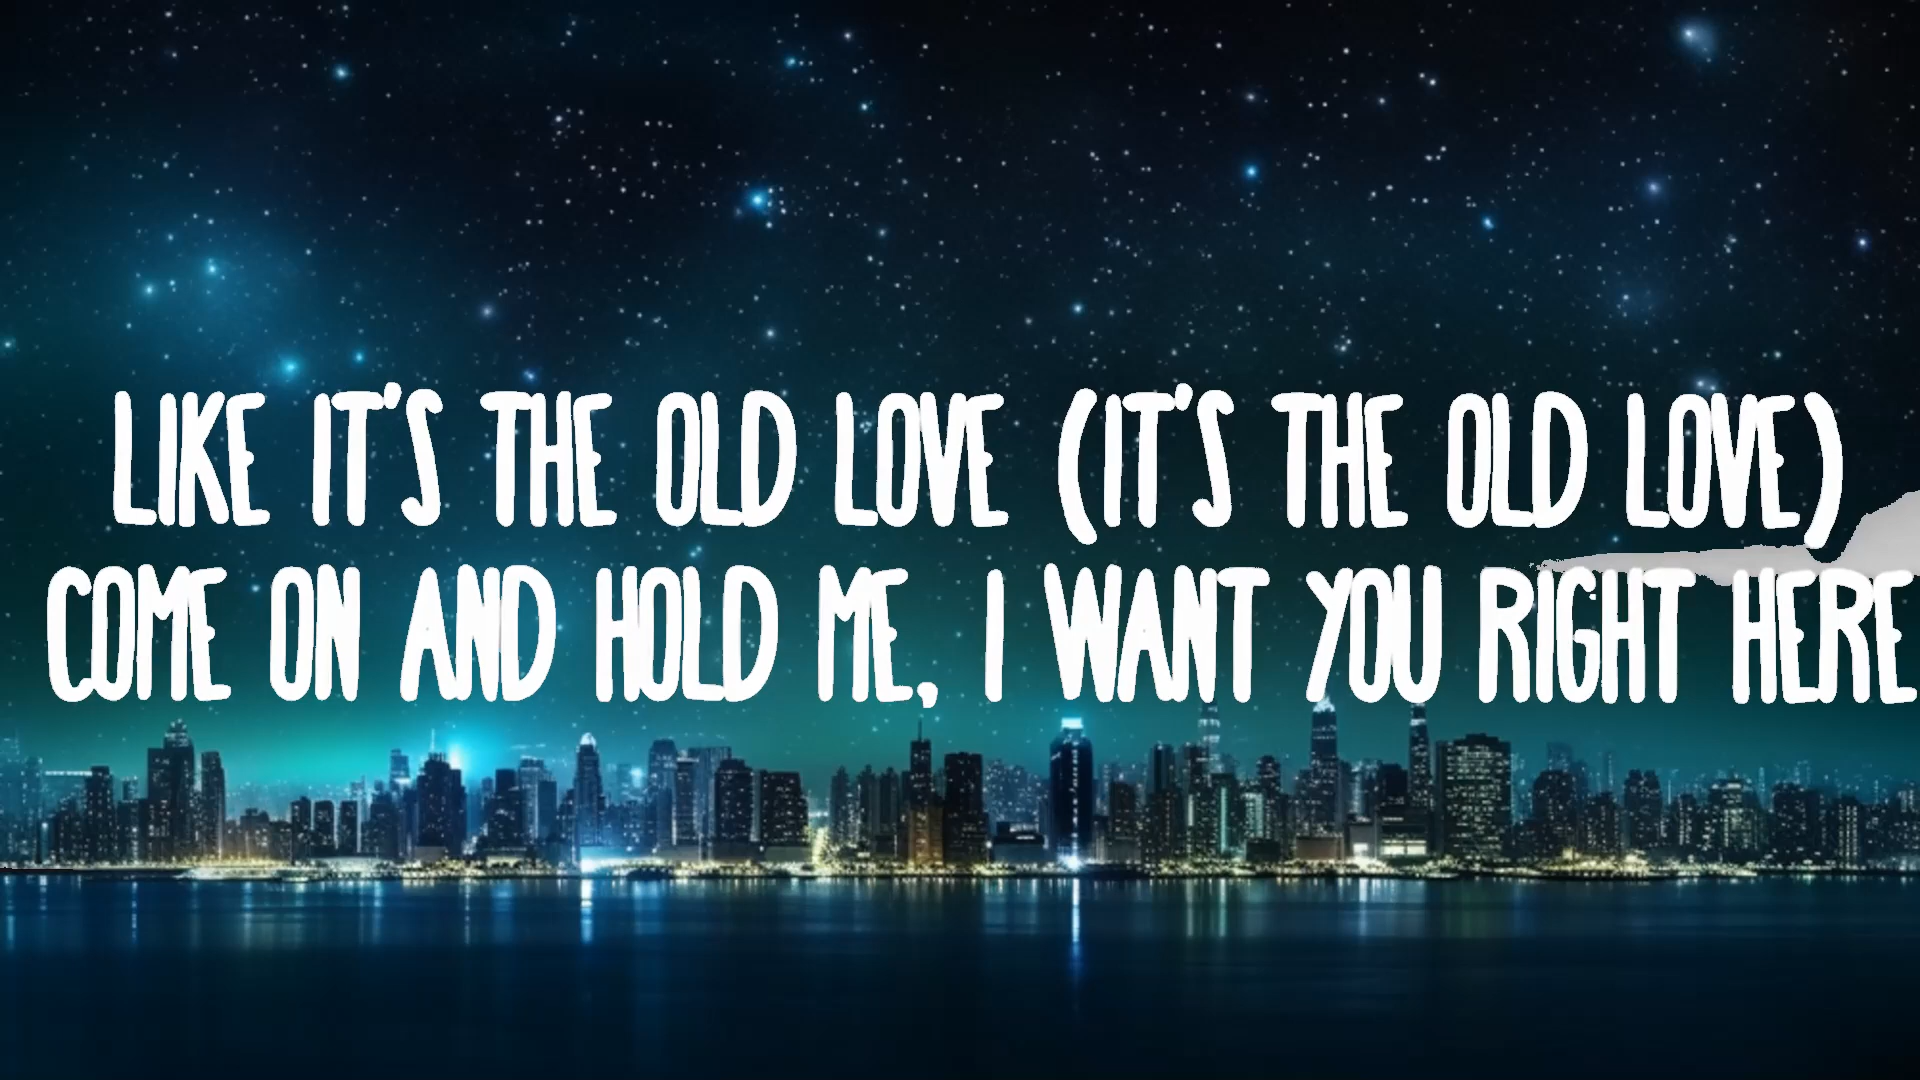 LIKE IT'S THE OLD LOVE (IT'S THE OLD LOVE)
COME ON AND HOLD ME, I WANT YOU RIGHT HERE